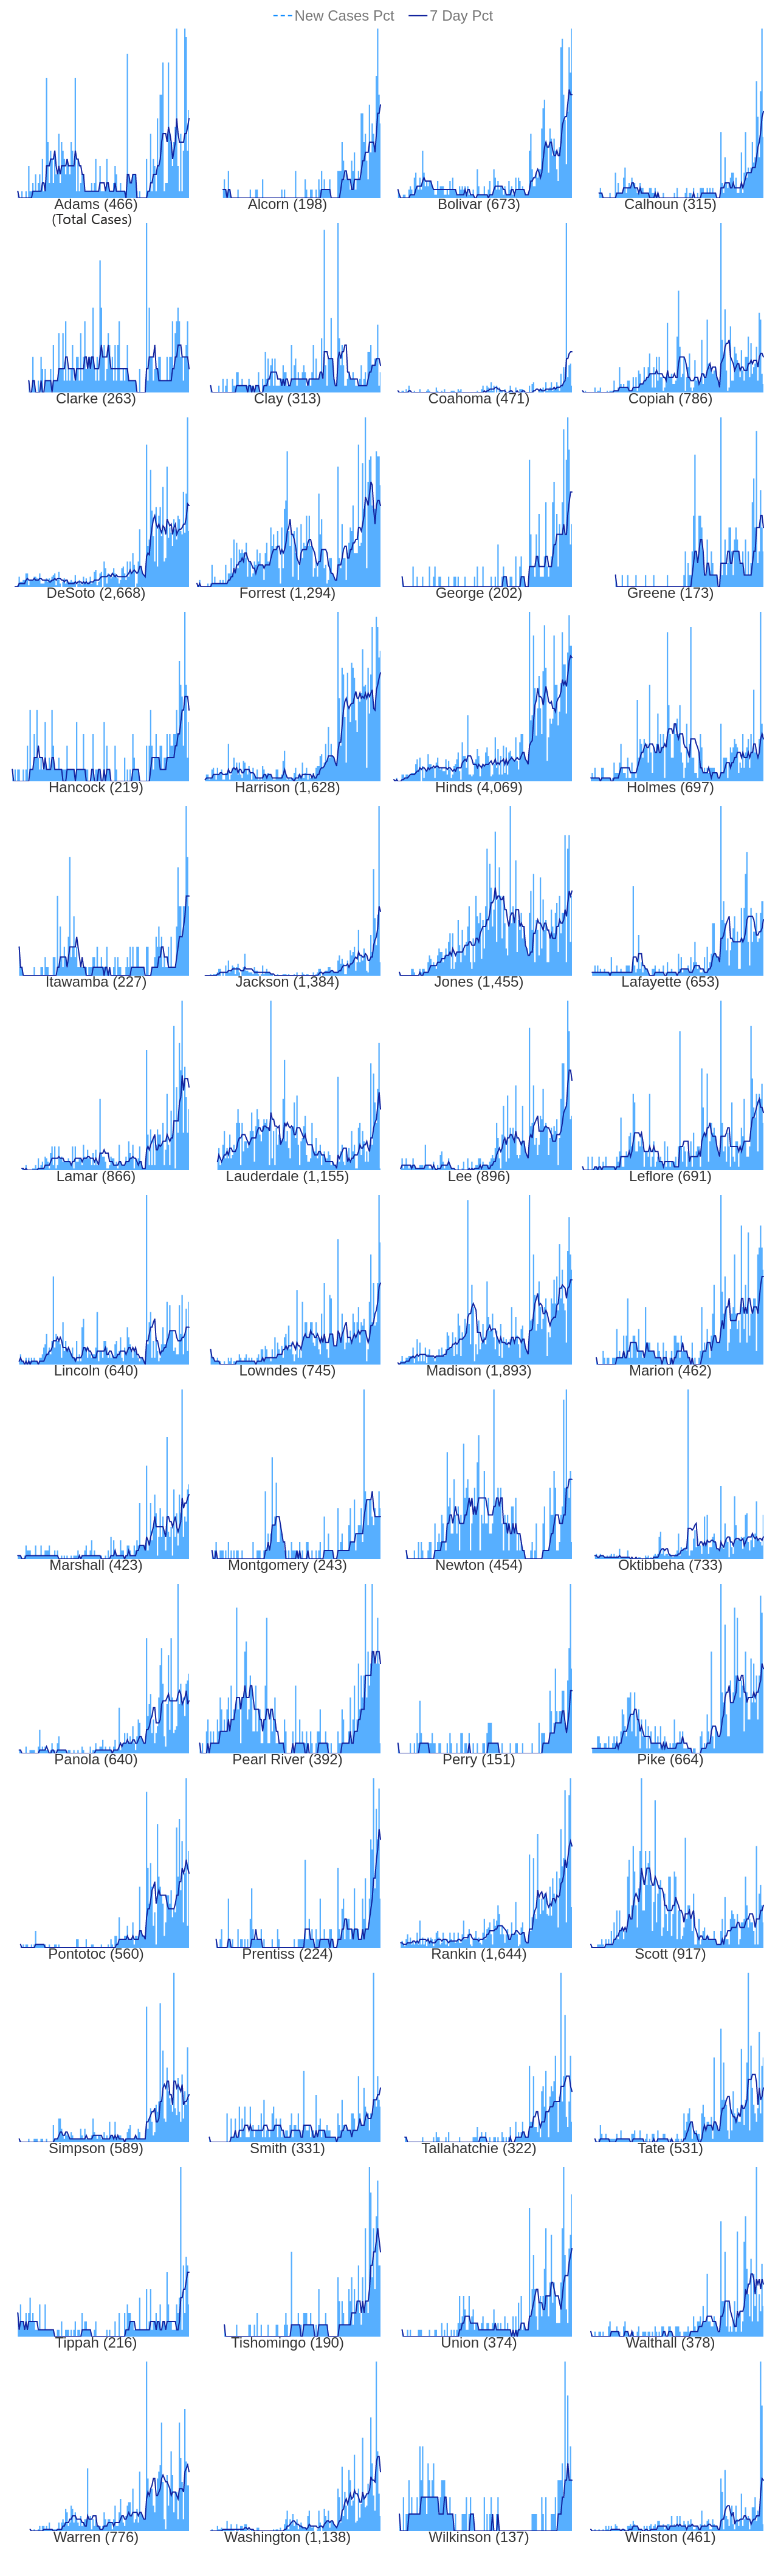 New Cases Pct 7 Day Pct
Adams (466) Alcorn (198) Bolivar (673) Calhoun (315)
(Total Cases)
Clarke (263) Clay (313) Coahoma (471) Copiah (786)
DeSoto (2,668) Forrest (1,294) George (202) Greene (173)
Hancock (219) Harrison (1,628) Hinds (4,069) Holmes (697)
Itawamba (227) Jackson (1,384) Jones (1,455) Lafayette (653)
Lamar (866) Lauderdale (1,155) Lee (896) Leflore (691)
Lincoln (640) Lowndes (745) Madison (1,893) Marion (462)
Marshall (423) Montgomery (243) Newton (454) Oktibbeha (733)
Panola (640) Pearl River (392) Perry (151) Pike (664)
Pontotoc (560) Prentiss (224) Rankin (1,644) Scott (917)
Simpson (589) Smith (331) Tallahatchie (322) Tate (531)
Tippah (216) Tishomingo (190) Union (374) Walthall (378)
Warren (776) Washington (1,138) Wilkinson (137) Winston (461)